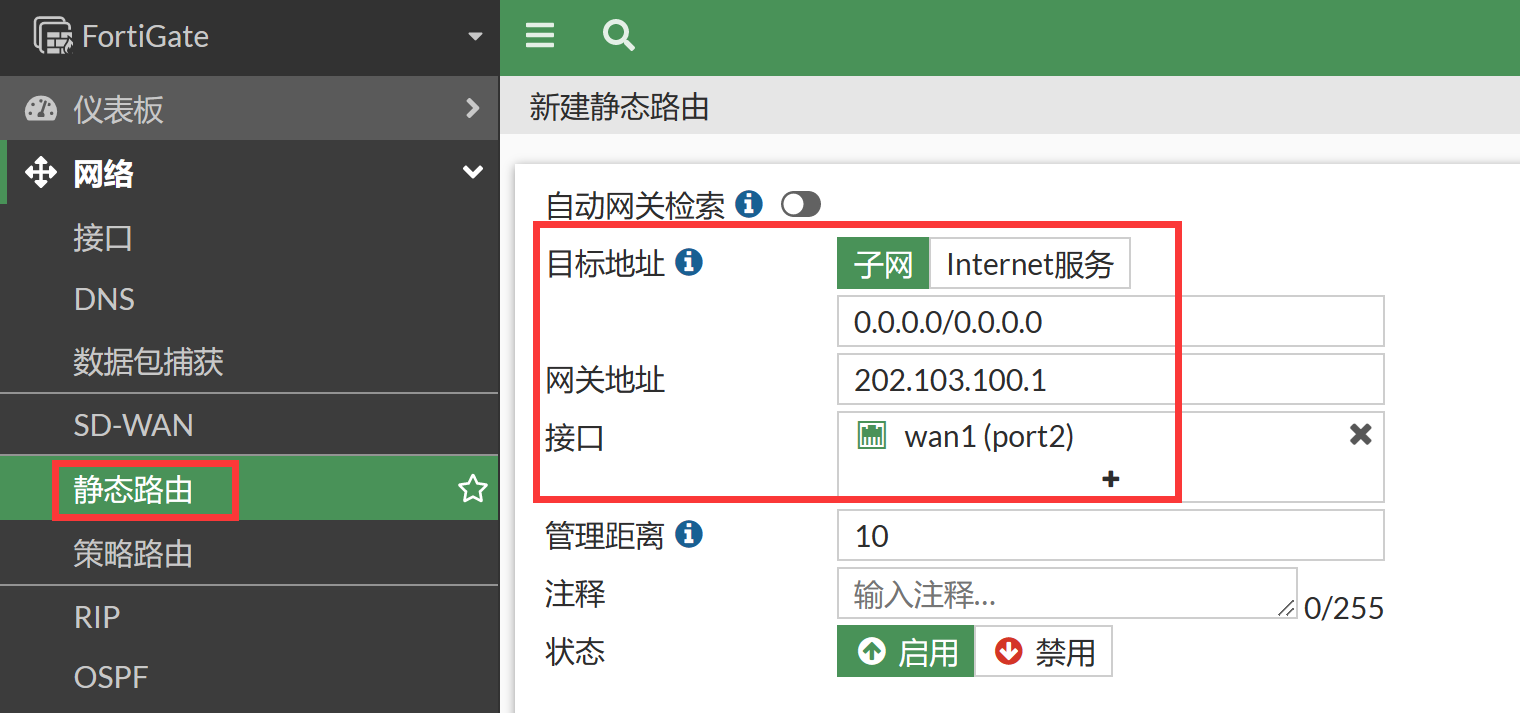 FortiGate
仪表板
网络
接口
DNS
数据包捕获
SD-WAN
静态路由
策略路由
RIP
OSPF
新建静态路由
自动网关检索
目标地址 子网 Internet服务
0.0.0.0/0.0.0.0
网关地址 202.103.100.1
接口 wan1 (port2)
管理距离 10
注释 输入注释... 0/255
状态 启用 禁用